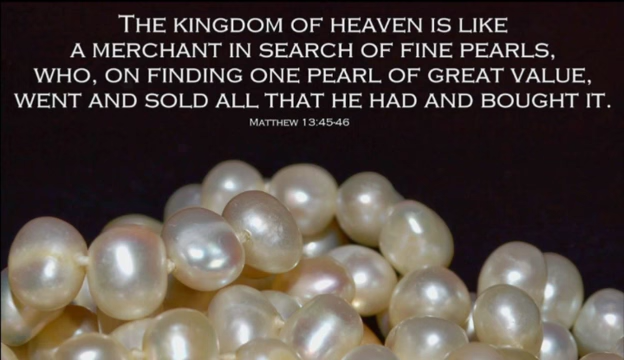 The kingdom of heaven is like
a merchant in search of fine pearls,
who, on finding one pearl of great value,
went and sold all that he had and bought it.
Matthew 13:45-46